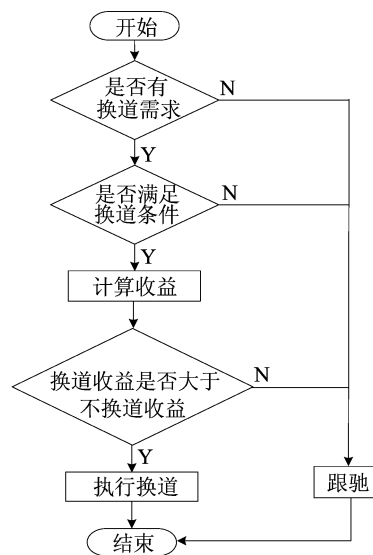 开始
是否有
换道需求
N
Y
是否满足
换道条件
N
Y
计算收益
换道收益是否大于
不换道收益
N
Y
执行换道
跟驰
结束